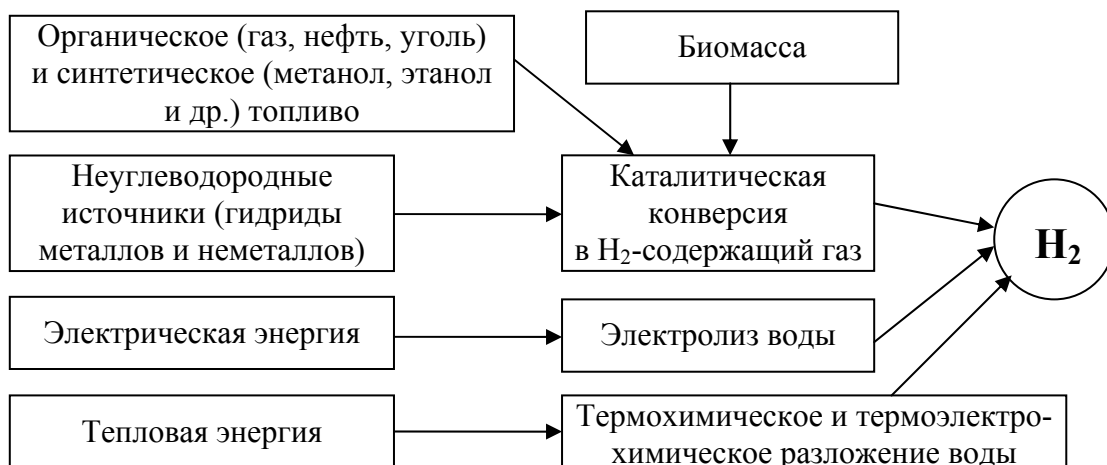 Органическое (газ, нефть, уголь)
и синтетическое (метанол, этанол
и др.) топливо
Биомасса
Неуглеводородные
источники (гидриды
металлов и неметаллов)
Каталитическая
конверсия
в H₂-содержащий газ
H₂
Электрическая энергия
Электролиз воды
Тепловая энергия
Термохимическое и термоэлектро-
химическое разложение воды